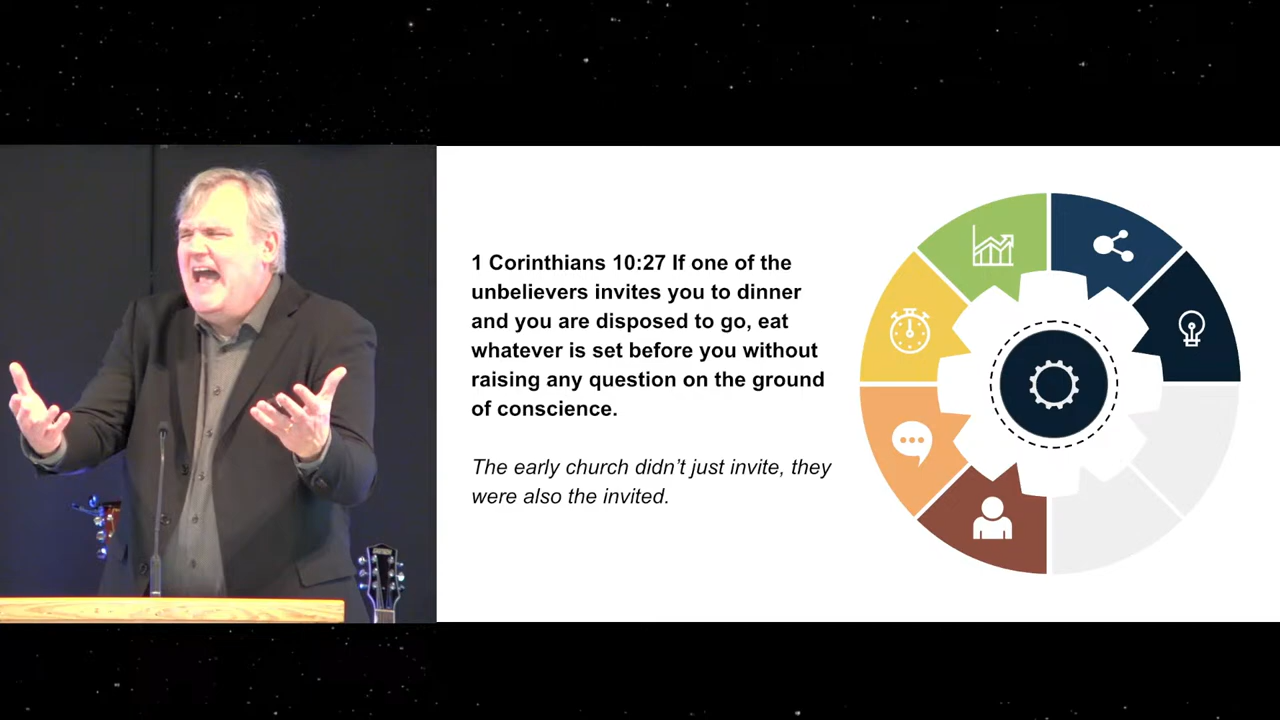 1 Corinthians 10:27 If one of the
unbelievers invites you to dinner
and you are disposed to go, eat
whatever is set before you without
raising any question on the ground
of conscience.
The early church didn’t just invite, they
were also the invited.